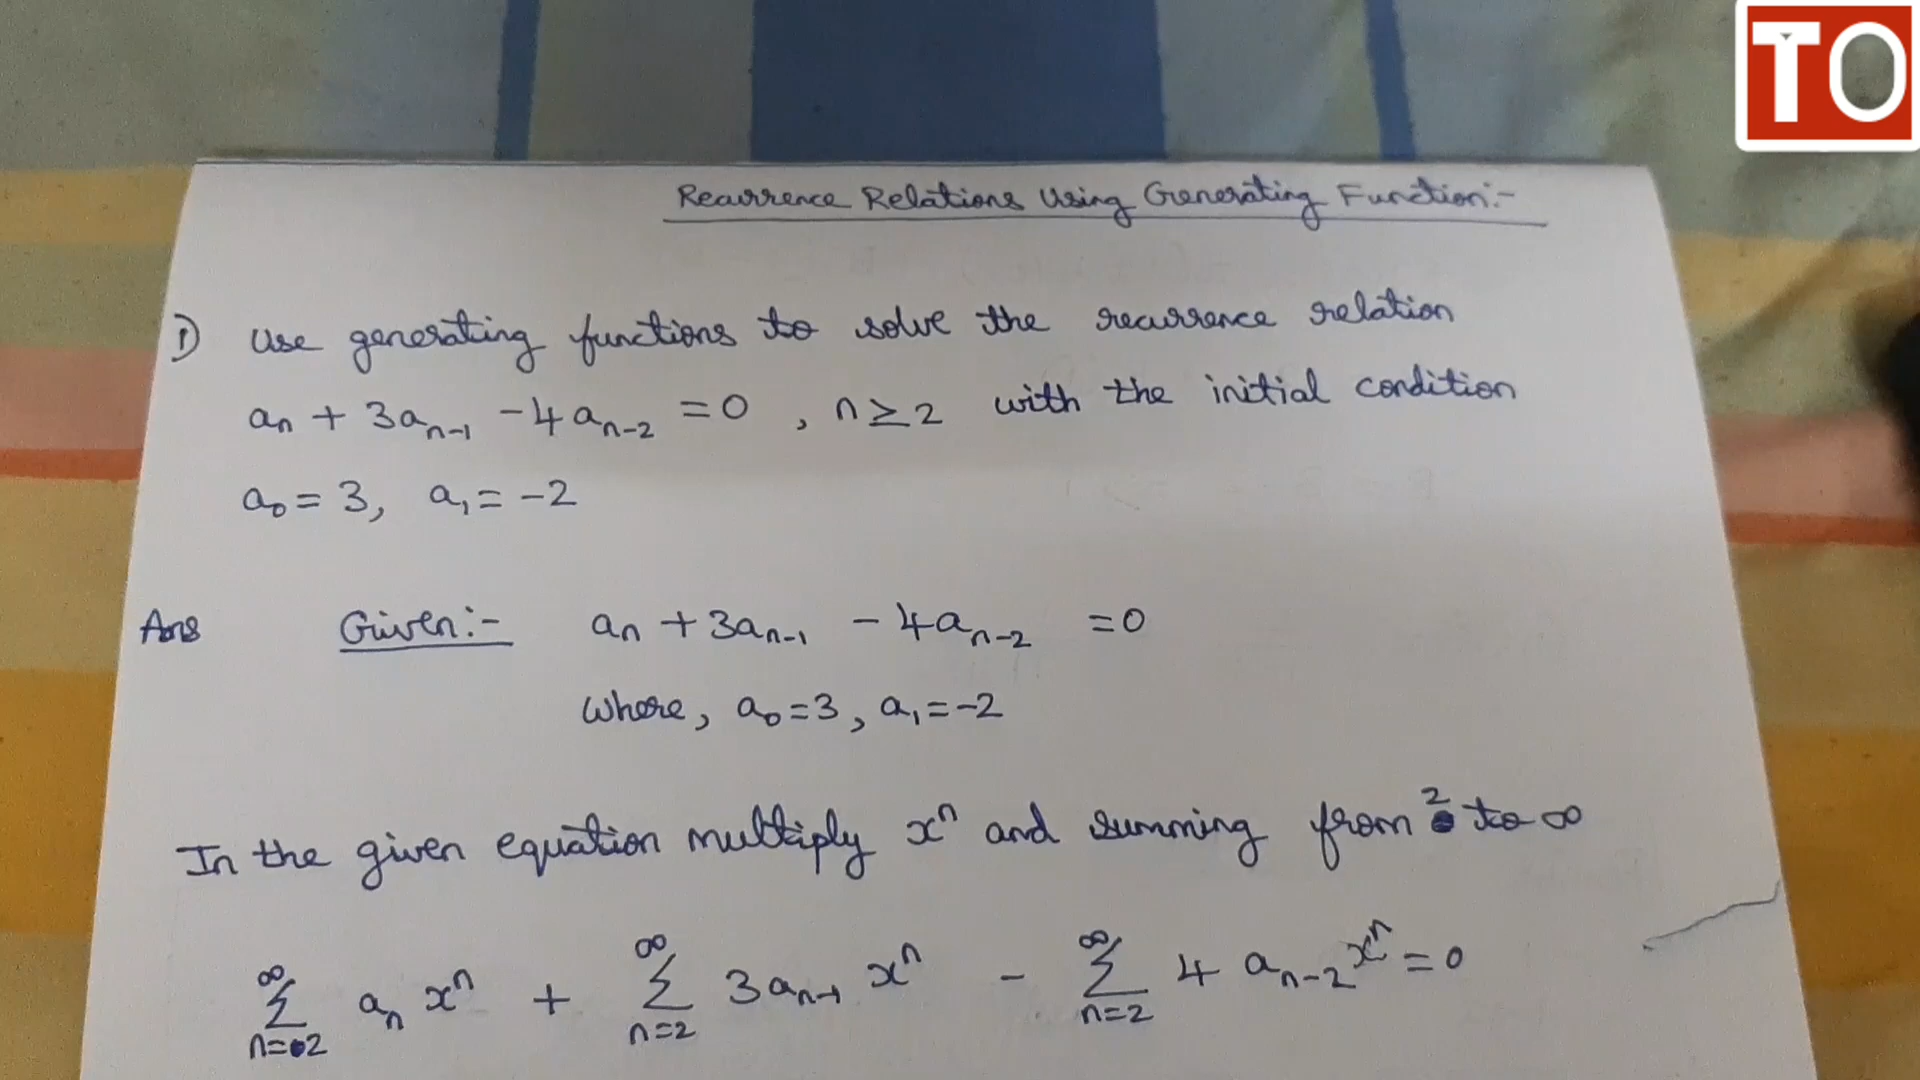 TO
Recurrence Relations Using Generating Function:-
1) Use generating functions to solve the recurrence relation
aₙ + 3aₙ₋₁ - 4aₙ₋₂ = 0 , n ≥ 2 with the initial condition
a₀ = 3, a₁ = -2
Ans Given:- aₙ + 3aₙ₋₁ - 4aₙ₋₂ = 0
Where, a₀ = 3, a₁ = -2
In the given equation multiply xⁿ and summing from 2 to ∞
∞∑n=2 aₙ xⁿ + ∞∑n=2 3aₙ₋₁ xⁿ - ∞∑n=2 4 aₙ₋₂ xⁿ = 0